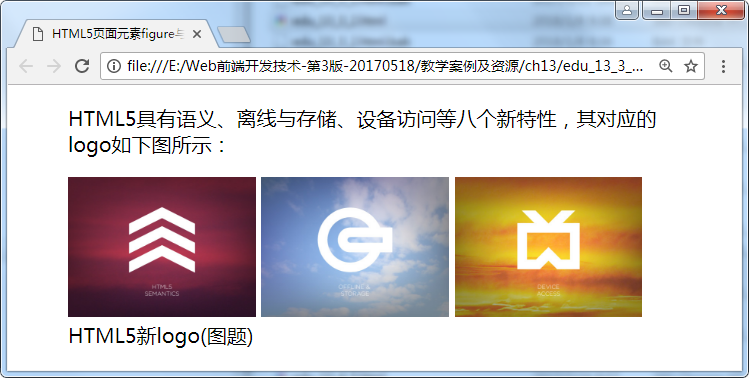 HTML5页面元素figure与
file:///E:/Web前端开发技术-第3版-20170518/教学案例及资源/ch13/edu_13_3_...
HTML5具有语义、离线与存储、设备访问等八个新特性，其对应的
logo如下图所示：
HTML5
SEMANTICS
OFFLINE &
STORAGE
DEVICE
ACCESS
HTML5新logo(图题)